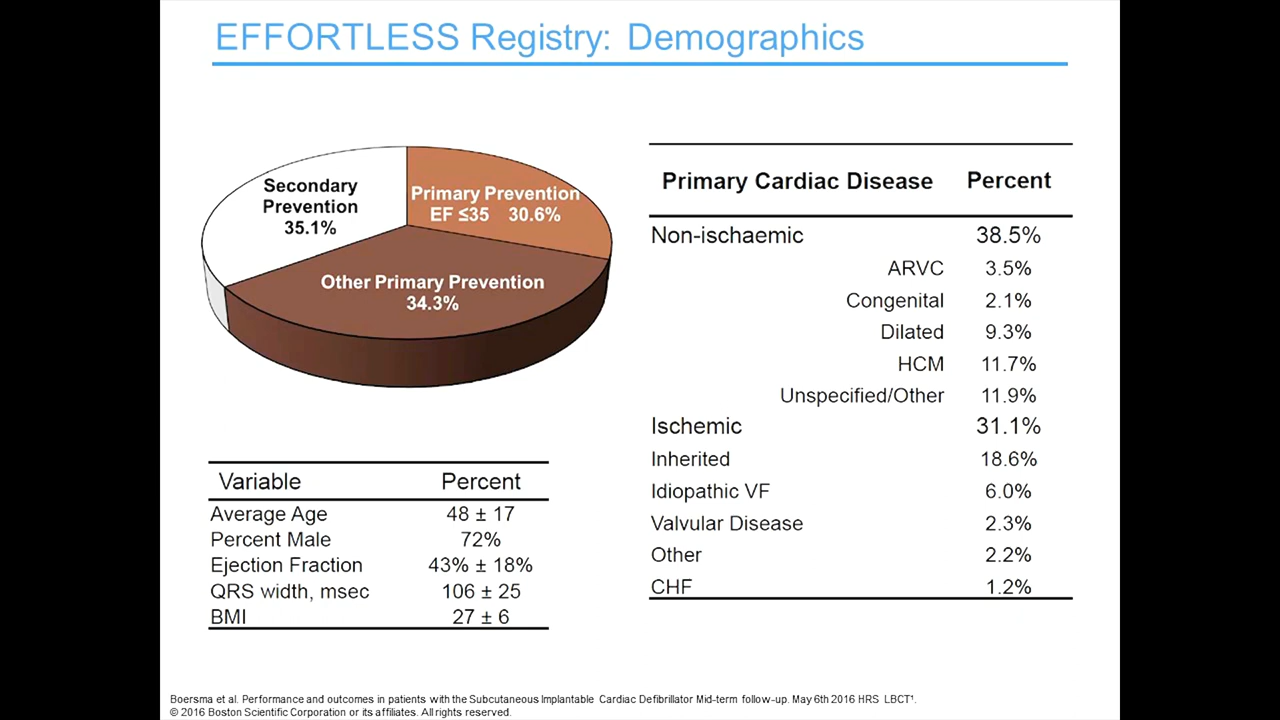 EFFORTLESS Registry: Demographics
Secondary
Prevention
35.1%
Primary Prevention
EF ≤35 30.6%
Other Primary Prevention
34.3%
Variable Percent
Average Age 48 ± 17
Percent Male 72%
Ejection Fraction 43% ± 18%
QRS width, msec 106 ± 25
BMI 27 ± 6
Primary Cardiac Disease Percent
Non-ischaemic 38.5%
ARVC 3.5%
Congenital 2.1%
Dilated 9.3%
HCM 11.7%
Unspecified/Other 11.9%
Ischemic 31.1%
Inherited 18.6%
Idiopathic VF 6.0%
Valvular Disease 2.3%
Other 2.2%
CHF 1.2%
Boersma et al. Performance and outcomes in patients with the Subcutaneous Implantable Cardiac Defibrillator Mid-term follow-up. May 6th 2016 HRS LBCT¹.
© 2016 Boston Scientific Corporation or its affiliates. All rights reserved.